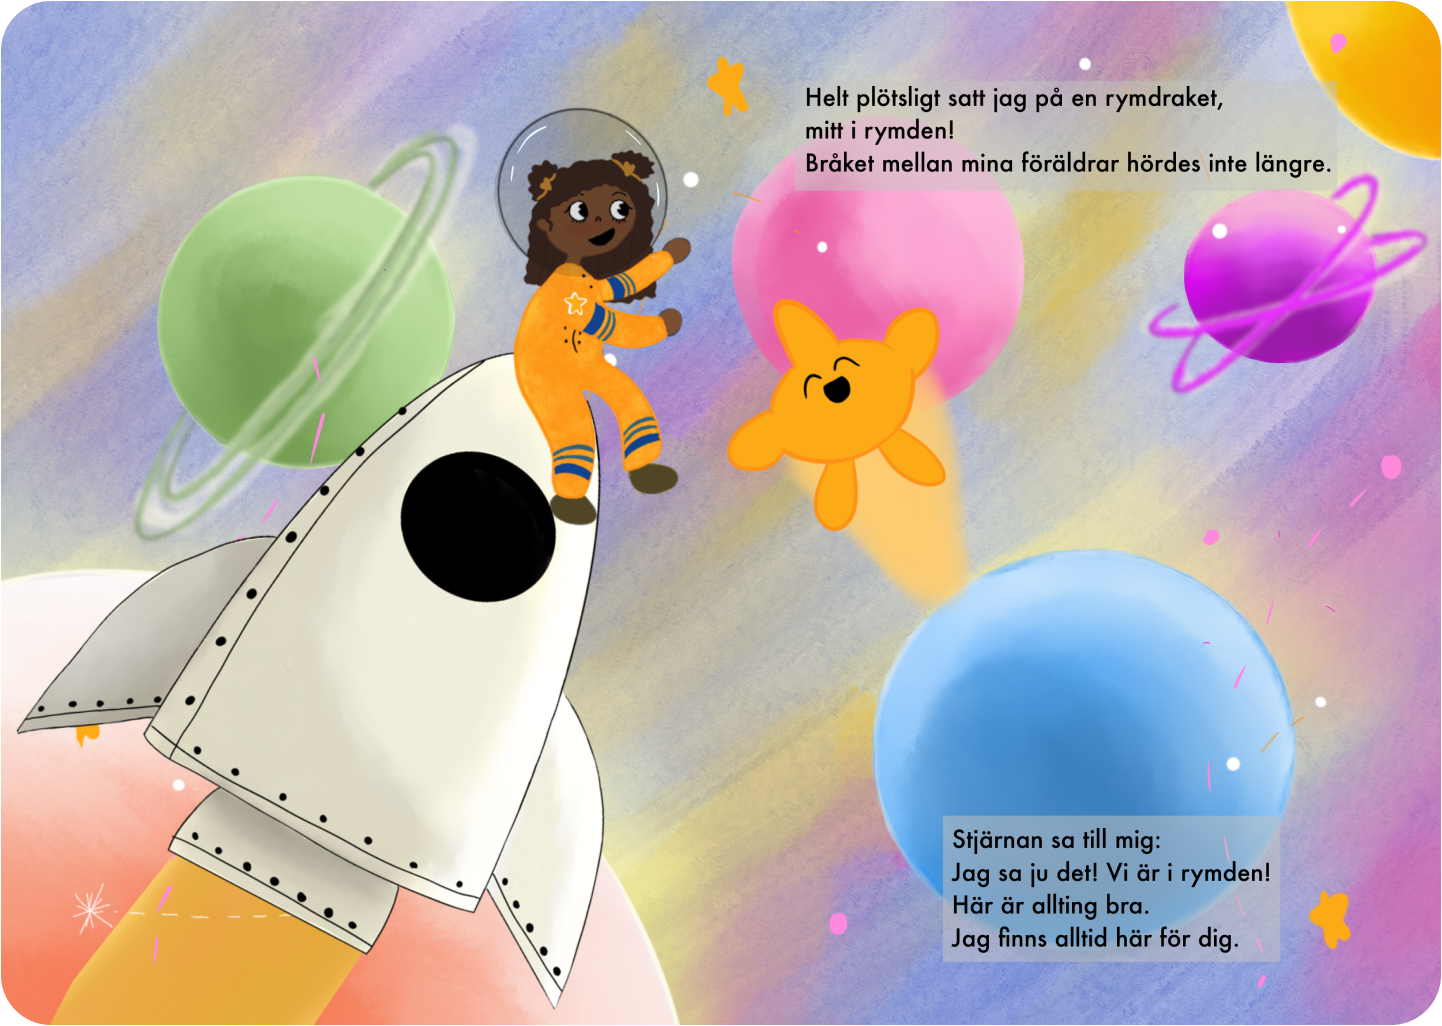 Helt plötsligt satt jag på en rymdraket,
mitt i rymden!
Bråket mellan mina föräldrar hördes inte längre.
Stjärnan sa till mig:
Jag sa ju det! Vi är i rymden!
Här är allting bra.
Jag finns alltid här för dig.